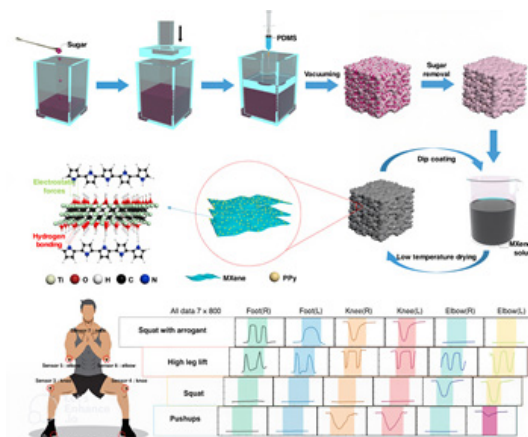 Sugar
PDMS
Vacuuming
Sugar
removal
Dip coating
Low temperature drying
MXene
solu
Electrostatic
forces
Hydrogen
bonding
Ti O H C N
MXene PPy
All data 7 x 800
Foot(R) Foot(L) Knee(R) Knee(L) Elbow(R) Elbow(L)
Squat with arrogant
High leg lift
Squat
Pushups
Sensor 5 : elbow
Sensor 6 : elbow
Sensor 3 : knee
Sensor 4 : knee